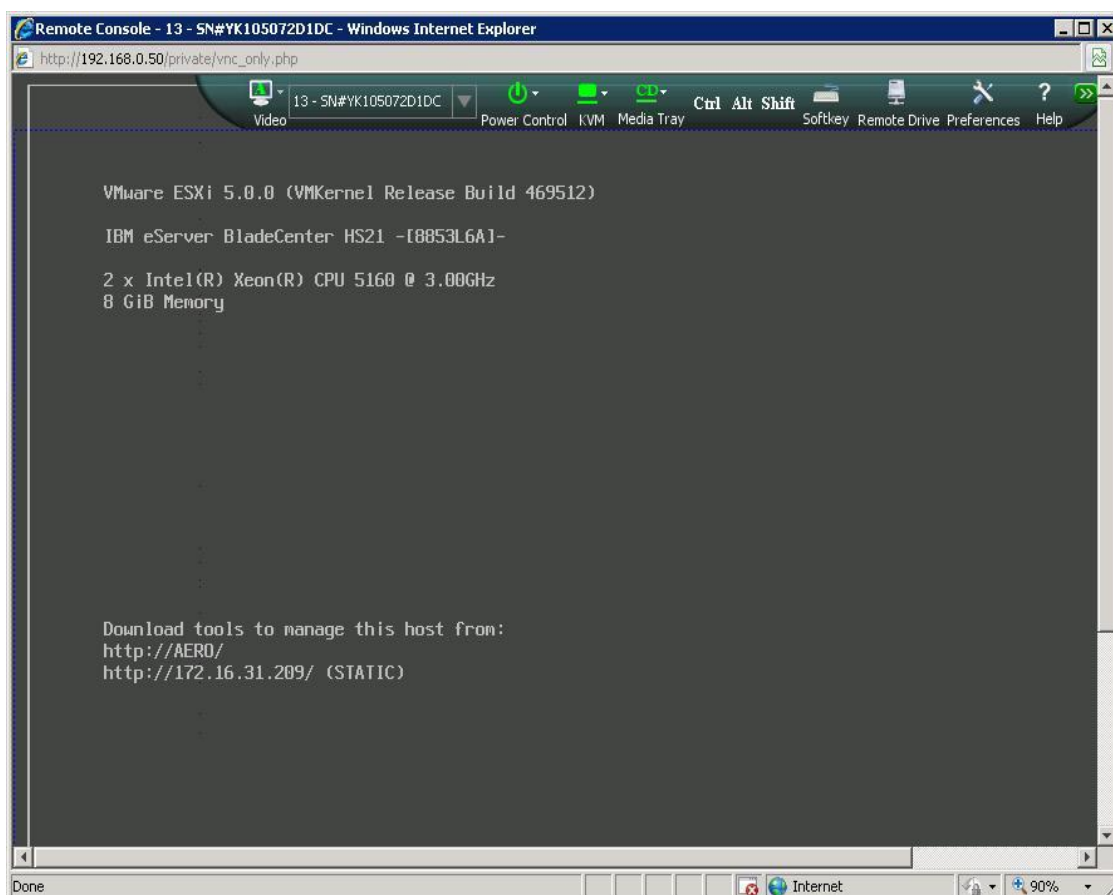 Remote Console - 13 - SN#YK105072D1DC - Windows Internet Explorer
http://192.168.0.50/private/vnc_only.php
Video
13 - SN#YK105072D1DC
Power Control
KVM
CD
Media Tray
Ctrl Alt Shift
Softkey
Remote Drive
Preferences
?
Help
VMware ESXi 5.0.0 (VMKernel Release Build 469512)
IBM eServer BladeCenter HS21 -[8853L6A]-
2 x Intel(R) Xeon(R) CPU 5160 @ 3.00GHz
8 GiB Memory
Download tools to manage this host from:
http://AERO/
http://172.16.31.209/ (STATIC)
Done
Internet
90%